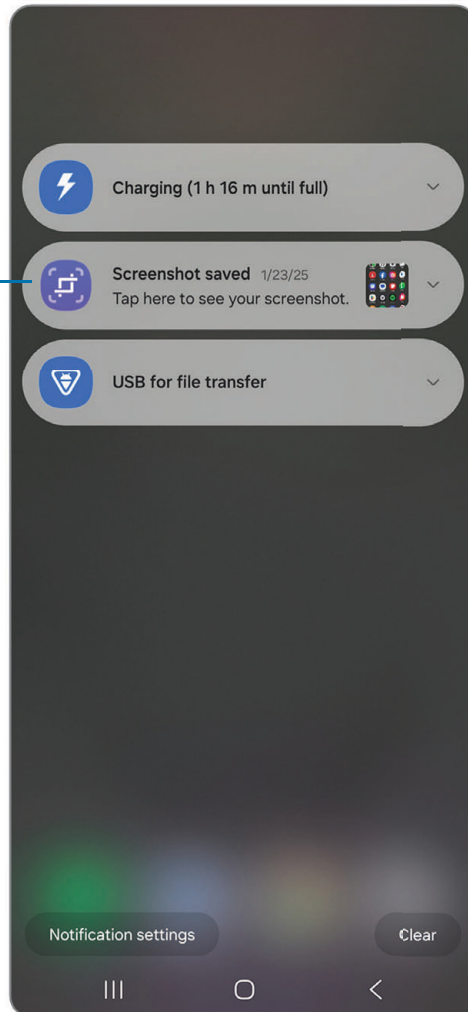 Charging (1 h 16 m until full)
Screenshot saved 1/23/25
Tap here to see your screenshot.
USB for file transfer
Notification settings
Clear